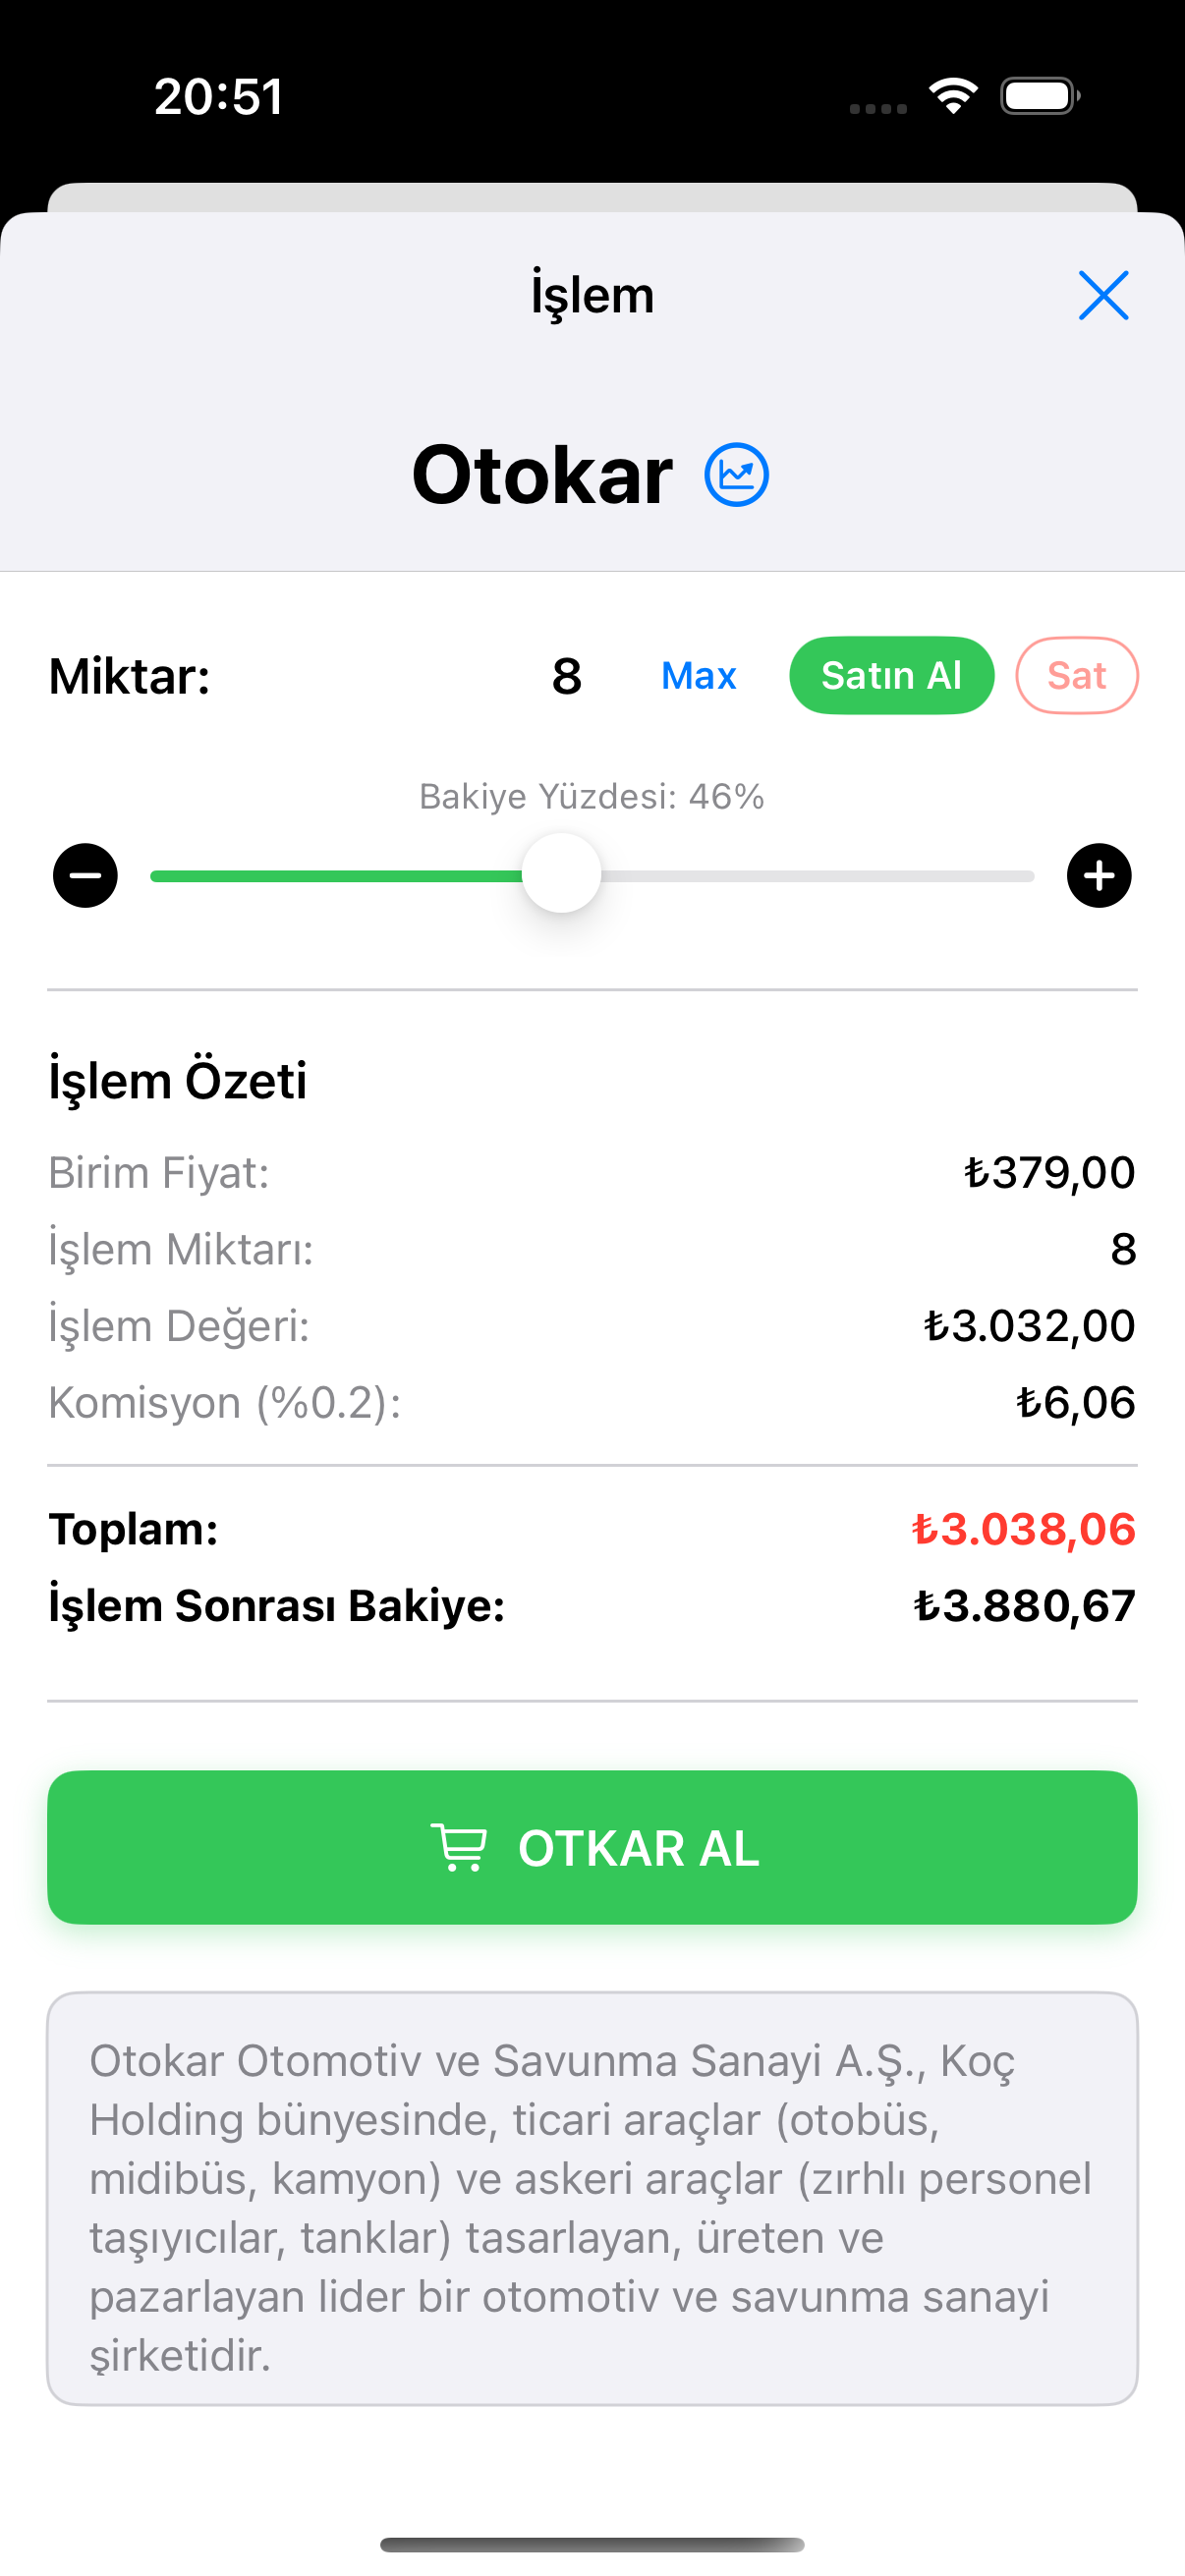 20:51
İşlem
Otokar
Miktar: 8 Max Satın Al Sat
Bakiye Yüzdesi: 46%
İşlem Özeti
Birim Fiyat: ₺379,00
İşlem Miktarı: 8
İşlem Değeri: ₺3.032,00
Komisyon (%0.2): ₺6,06
Toplam: ₺3.038,06
İşlem Sonrası Bakiye: ₺3.880,67
OTKAR AL
Otokar Otomotiv ve Savunma Sanayi A.Ş., Koç
Holding bünyesinde, ticari araçlar (otobüs,
midibüs, kamyon) ve askeri araçlar (zırhlı personel
taşıyıcılar, tanklar) tasarlayan, üreten ve
pazarlayan lider bir otomotiv ve savunma sanayi
şirketidir.